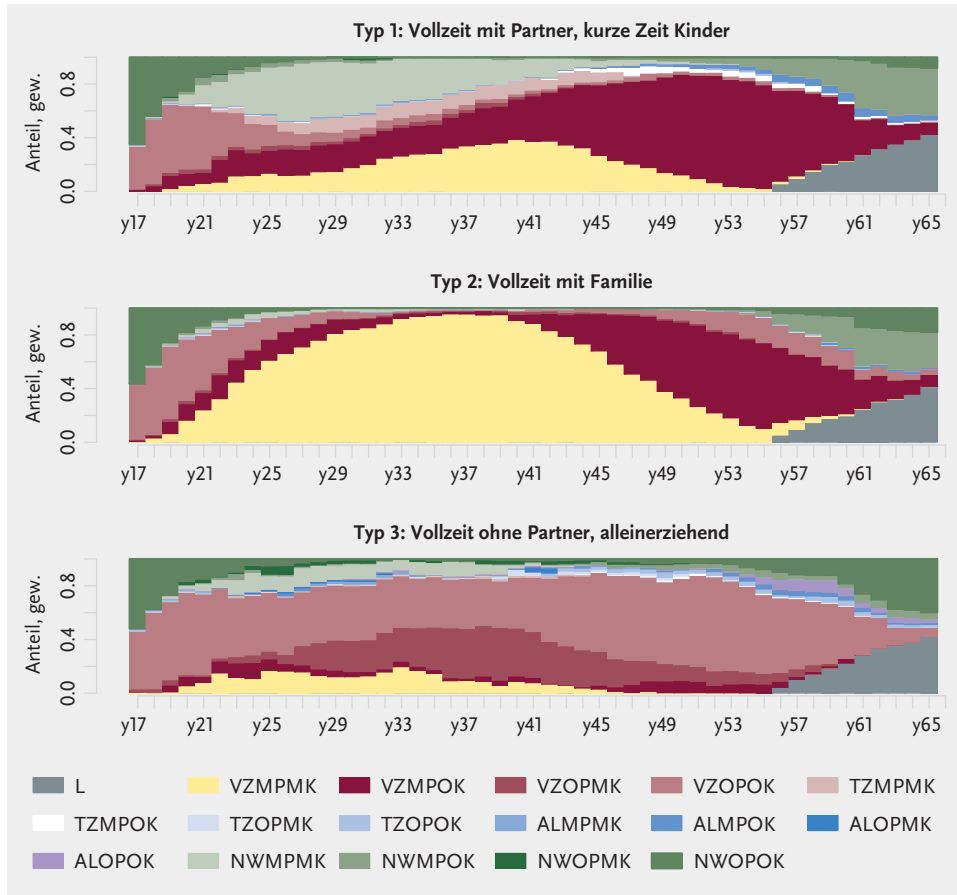 Typ 1: Vollzeit mit Partner, kurze Zeit Kinder
Anteil, gew.
0.8
0.4
0.0
y17 y21 y25 y29 y33 y37 y41 y45 y49 y53 y57 y61 y65
Typ 2: Vollzeit mit Familie
Anteil, gew.
0.8
0.4
0.0
y17 y21 y25 y29 y33 y37 y41 y45 y49 y53 y57 y61 y65
Typ 3: Vollzeit ohne Partner, alleinerziehend
Anteil, gew.
0.8
0.4
0.0
y17 y21 y25 y29 y33 y37 y41 y45 y49 y53 y57 y61 y65
L VZMPMK VZMPOK VZOPMK VZOPOK TZMPMK
TZMPOK TZOPMK TZOPOK ALMPMK ALMPOK ALOPMK
ALOPOK NWMPMK NWMPOK NWOPMK NWOPOK